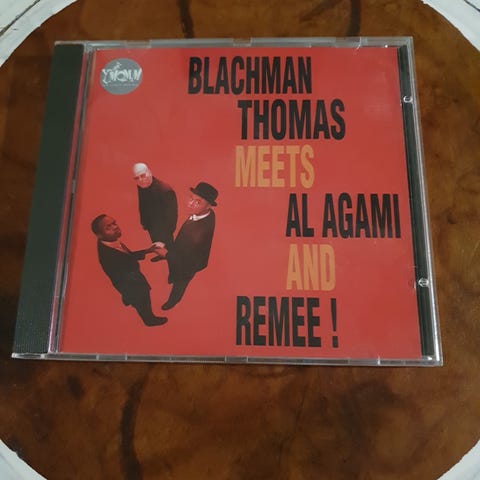 BLACHMAN
THOMAS
MEETS
AL AGAMI
AND
REMEE !